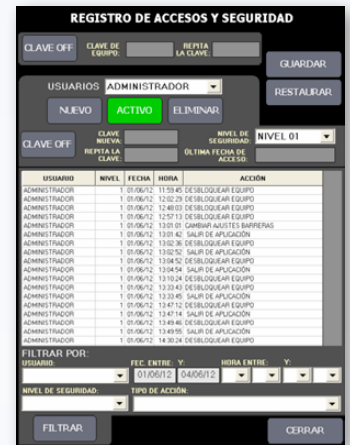 REGISTRO DE ACCESOS Y SEGURIDAD
CLAVE OFF
CLAVE DE EQUIPO:
REPITA LA CLAVE:
GUARDAR
RESTAURAR
USUARIOS ADMINISTRADOR
NUEVO ACTIVO ELIMINAR
CLAVE OFF
CLAVE NUEVA:
NIVEL DE SEGURIDAD: NIVEL 01
REPITA LA CLAVE:
ÚLTIMA FECHA DE ACCESO:
USUARIO NIVEL FECHA HORA ACCIÓN
ADMINISTRADOR 1 01/06/12 11:59:45 DESBLOQUEAR EQUIPO
ADMINISTRADOR 1 01/06/12 12:02:29 DESBLOQUEAR EQUIPO
ADMINISTRADOR 1 01/06/12 12:48:03 DESBLOQUEAR EQUIPO
ADMINISTRADOR 1 01/06/12 12:57:13 DESBLOQUEAR EQUIPO
ADMINISTRADOR 1 01/06/12 13:01:01 CAMBIAR AJUSTES BARRERAS
ADMINISTRADOR 1 01/06/12 13:01:42 SALIR DE APLICACIÓN
ADMINISTRADOR 1 01/06/12 13:02:36 DESBLOQUEAR EQUIPO
ADMINISTRADOR 1 01/06/12 13:02:52 SALIR DE APLICACIÓN
ADMINISTRADOR 1 01/06/12 13:04:52 DESBLOQUEAR EQUIPO
ADMINISTRADOR 1 01/06/12 13:04:54 SALIR DE APLICACIÓN
ADMINISTRADOR 1 01/06/12 13:10:24 DESBLOQUEAR EQUIPO
ADMINISTRADOR 1 01/06/12 13:33:43 DESBLOQUEAR EQUIPO
ADMINISTRADOR 1 01/06/12 13:33:45 SALIR DE APLICACIÓN
ADMINISTRADOR 1 01/06/12 13:47:12 DESBLOQUEAR EQUIPO
ADMINISTRADOR 1 01/06/12 13:47:14 SALIR DE APLICACIÓN
ADMINISTRADOR 1 01/06/12 13:49:46 DESBLOQUEAR EQUIPO
ADMINISTRADOR 1 01/06/12 13:49:55 SALIR DE APLICACIÓN
ADMINISTRADOR 1 01/06/12 14:30:24 DESBLOQUEAR EQUIPO
FILTRAR POR:
USUARIO: FEC. ENTRE: Y: HORA ENTRE: Y:
01/06/12 04/06/12
NIVEL DE SEGURIDAD: TIPO DE ACCIÓN:
FILTRAR CERRAR